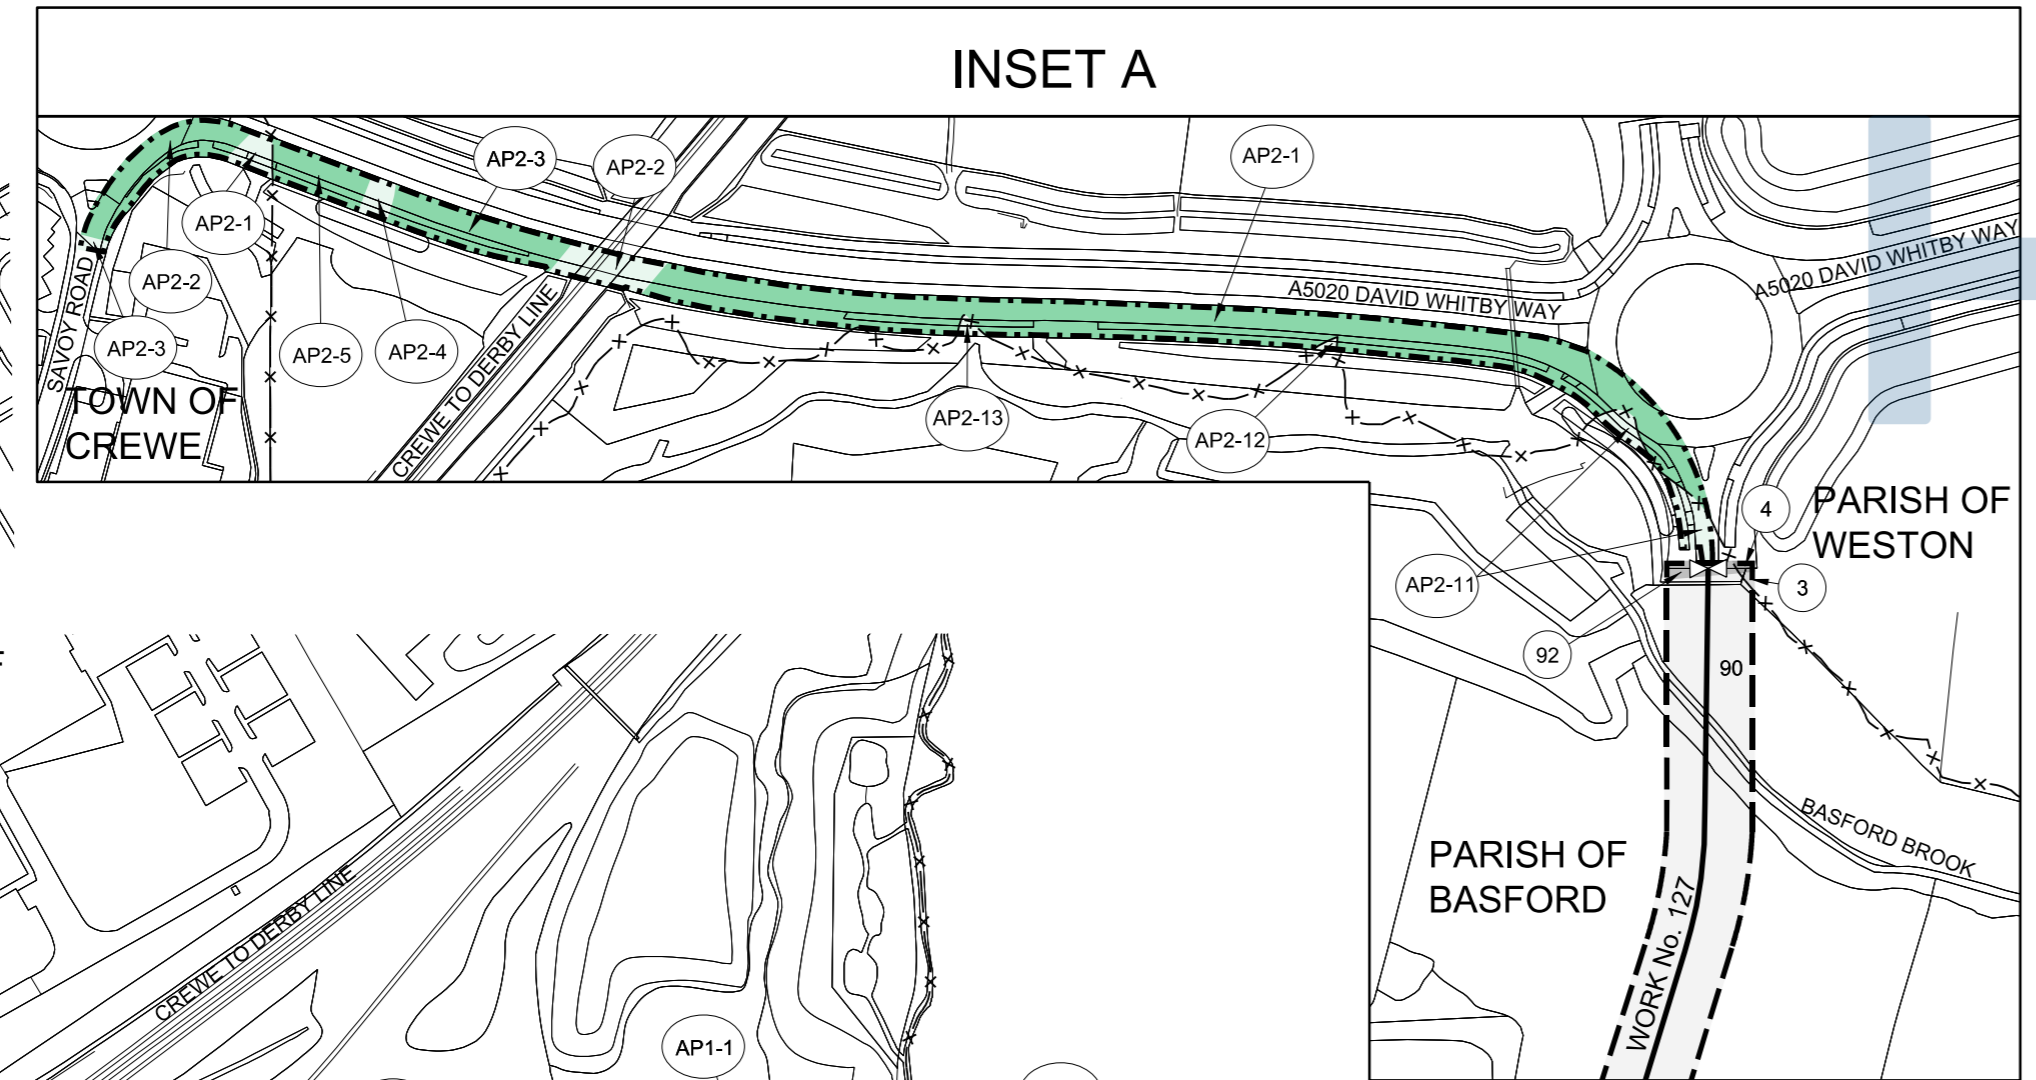 INSET A
AP2-3
AP2-2
AP2-1
AP2-1
AP2-2
AP2-3
AP2-5
AP2-4
SAVOY ROAD
TOWN OF
CREWE
CREWE TO DERBY LINE
A5020 DAVID WHITBY WAY
A5020 DAVID WHITBY WAY
AP2-13
AP2-12
AP2-11
4
3
PARISH OF
WESTON
92
90
BASFORD BROOK
PARISH OF
BASFORD
WORK No. 127
CREWE TO DERBY LINE
AP1-1